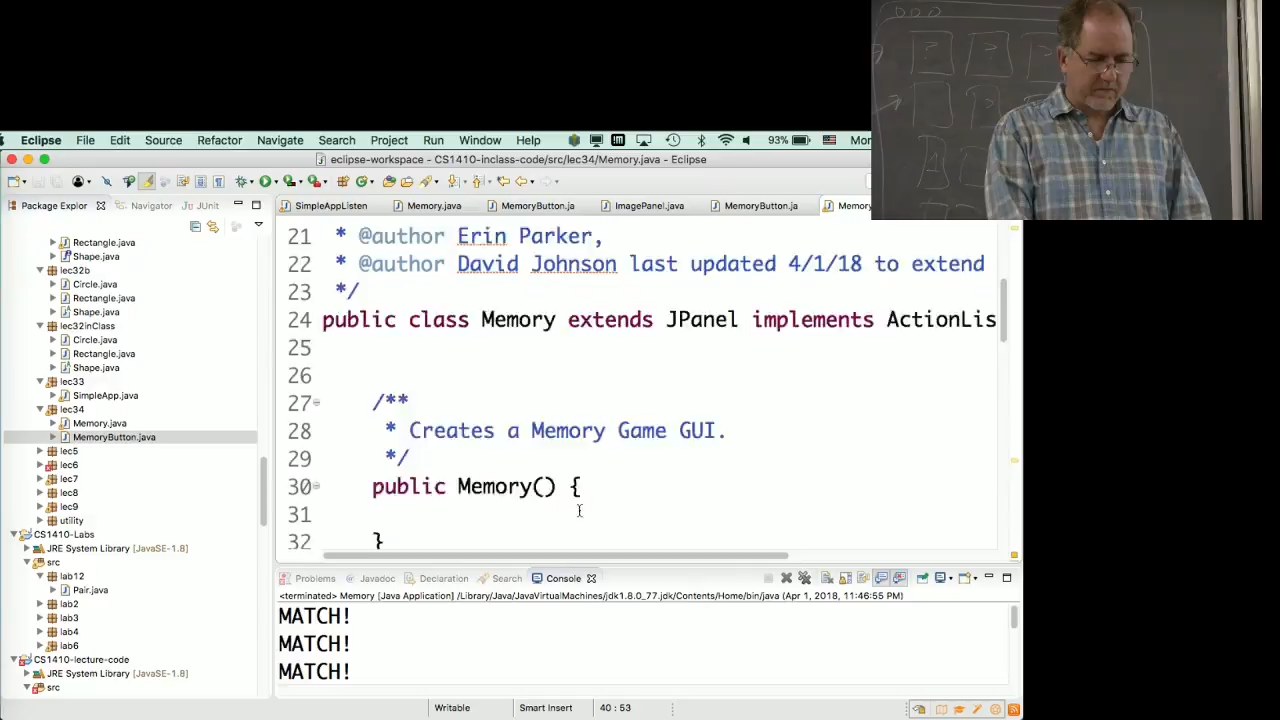 Eclipse File Edit Source Refactor Navigate Search Project Run Window Help 93%
eclipse-workspace - CS1410-inclass-code/src/lec34/Memory.java - Eclipse
Package Explor Navigator JUnit
SimpleAppListen Memory.java MemoryButton.ja ImagePanel.java MemoryButton.ja Memory
Rectangle.java
Shape.java
lec32b
Circle.java
Rectangle.java
Shape.java
lec32inClass
Circle.java
Rectangle.java
Shape.java
lec33
SimpleApp.java
lec34
Memory.java
MemoryButton.java
lec5
lec6
lec7
lec8
lec9
utility
CS1410-Labs
JRE System Library [JavaSE-1.8]
src
lab12
Pair.java
lab2
lab3
lab4
lab6
CS1410-lecture-code
JRE System Library [JavaSE-1.8]
src
21 * @author Erin Parker,
22 * @author David Johnson last updated 4/1/18 to extend
23 */
24 public class Memory extends JPanel implements ActionLis
25
26
27 /**
28 * Creates a Memory Game GUI.
29 */
30 public Memory() {
31
32 }
Problems Javadoc Declaration Search Console
<terminated> Memory [Java Application] /Library/Java/JavaVirtualMachines/jdk1.8.0_77.jdk/Contents/Home/bin/java (Apr 1, 2018, 11:46:55 PM)
MATCH!
MATCH!
MATCH!
Writable Smart Insert 40 : 53